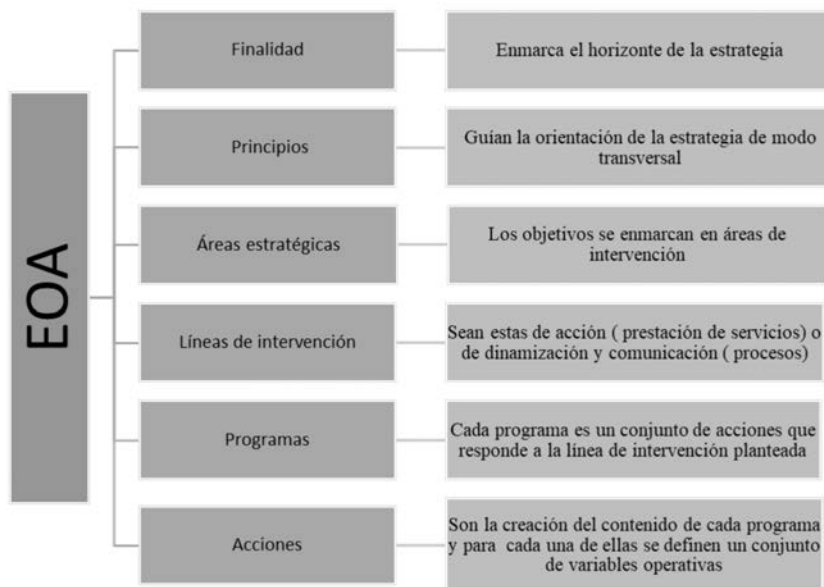 EOA
Finalidad
Enmarca el horizonte de la estrategia
Principios
Guían la orientación de la estrategia de modo
transversal
Áreas estratégicas
Los objetivos se enmarcan en áreas de
intervención
Líneas de intervención
Sean estas de acción ( prestación de servicios) o
de dinamización y comunicación ( procesos)
Programas
Cada programa es un conjunto de acciones que
responde a la línea de intervención planteada
Acciones
Son la creación del contenido de cada programa
y para cada una de ellas se definen un conjunto
de variables operativas